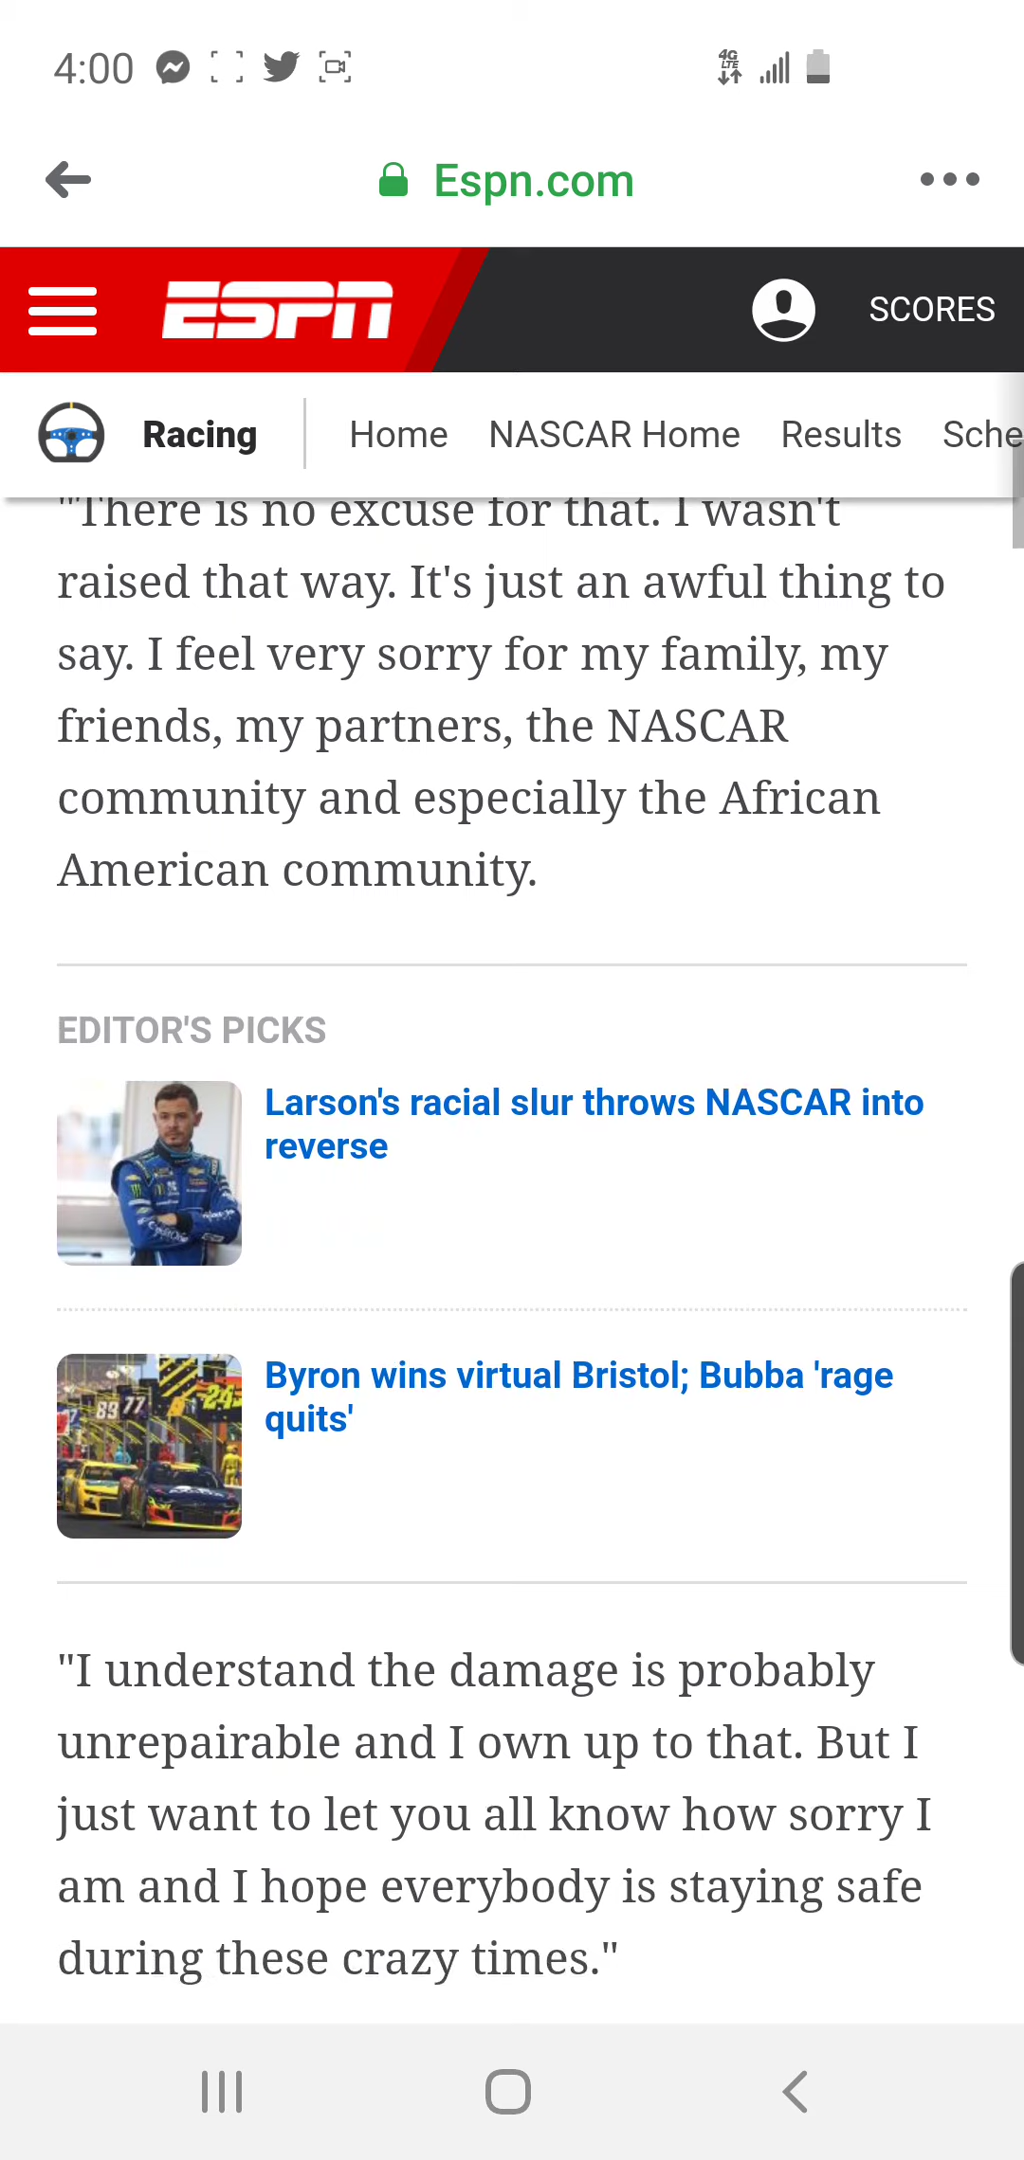 4:00
4G
LTE
Espn.com
ESPN
SCORES
Racing
Home
NASCAR Home
Results
Sche
"There is no excuse for that. I wasn't
raised that way. It's just an awful thing to
say. I feel very sorry for my family, my
friends, my partners, the NASCAR
community and especially the African
American community.
EDITOR'S PICKS
Larson's racial slur throws NASCAR into
reverse
Byron wins virtual Bristol; Bubba 'rage
quits'
83
77
24
"I understand the damage is probably
unrepairable and I own up to that. But I
just want to let you all know how sorry I
am and I hope everybody is staying safe
during these crazy times."